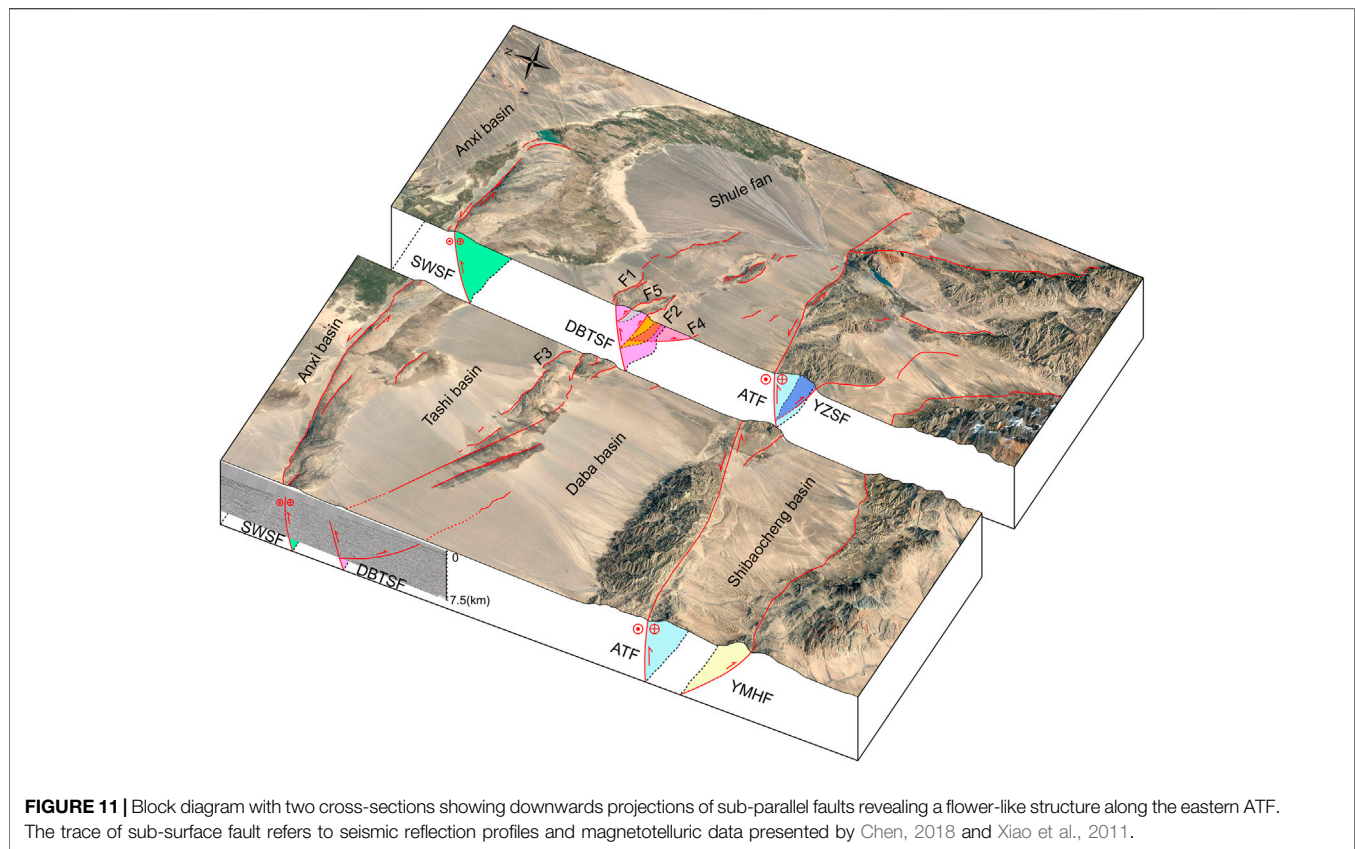 N
Anxi basin
Shule fan
SWSF
F1
F5
F2
F4
DBTSF
ATF
YZSF
Anxi basin
Tashi basin
F3
Daba basin
Shibaocheng basin
SWSF
DBTSF
0
7.5(km)
ATF
YMHF
FIGURE 11 | Block diagram with two cross-sections showing downwards projections of sub-parallel faults revealing a flower-like structure along the eastern ATF.
The trace of sub-surface fault refers to seismic reflection profiles and magnetotelluric data presented by Chen, 2018 and Xiao et al., 2011.